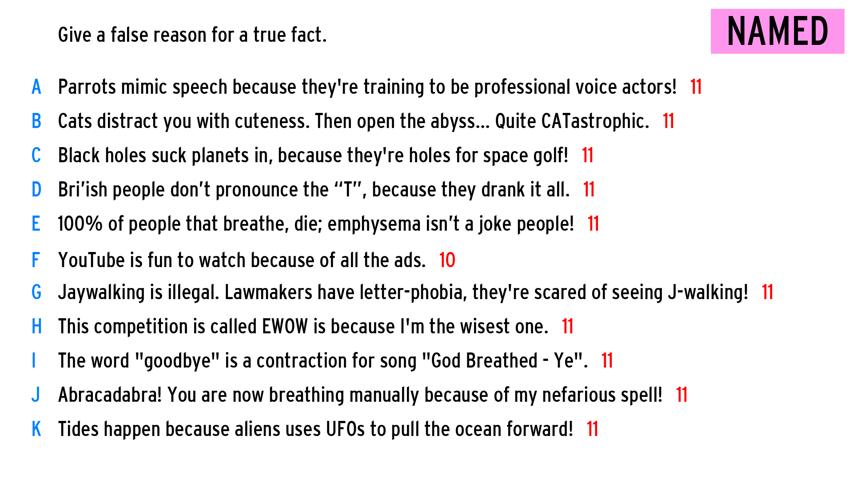 Give a false reason for a true fact.
NAMED
A Parrots mimic speech because they're training to be professional voice actors! 11
B Cats distract you with cuteness. Then open the abyss... Quite CATastrophic. 11
C Black holes suck planets in, because they're holes for space golf! 11
D Bri’ish people don’t pronounce the “T”, because they drank it all. 11
E 100% of people that breathe, die; emphysema isn’t a joke people! 11
F YouTube is fun to watch because of all the ads. 10
G Jaywalking is illegal. Lawmakers have letter-phobia, they're scared of seeing J-walking! 11
H This competition is called EWOW is because I'm the wisest one. 11
I The word "goodbye" is a contraction for song "God Breathed - Ye". 11
J Abracadabra! You are now breathing manually because of my nefarious spell! 11
K Tides happen because aliens uses UFOs to pull the ocean forward! 11